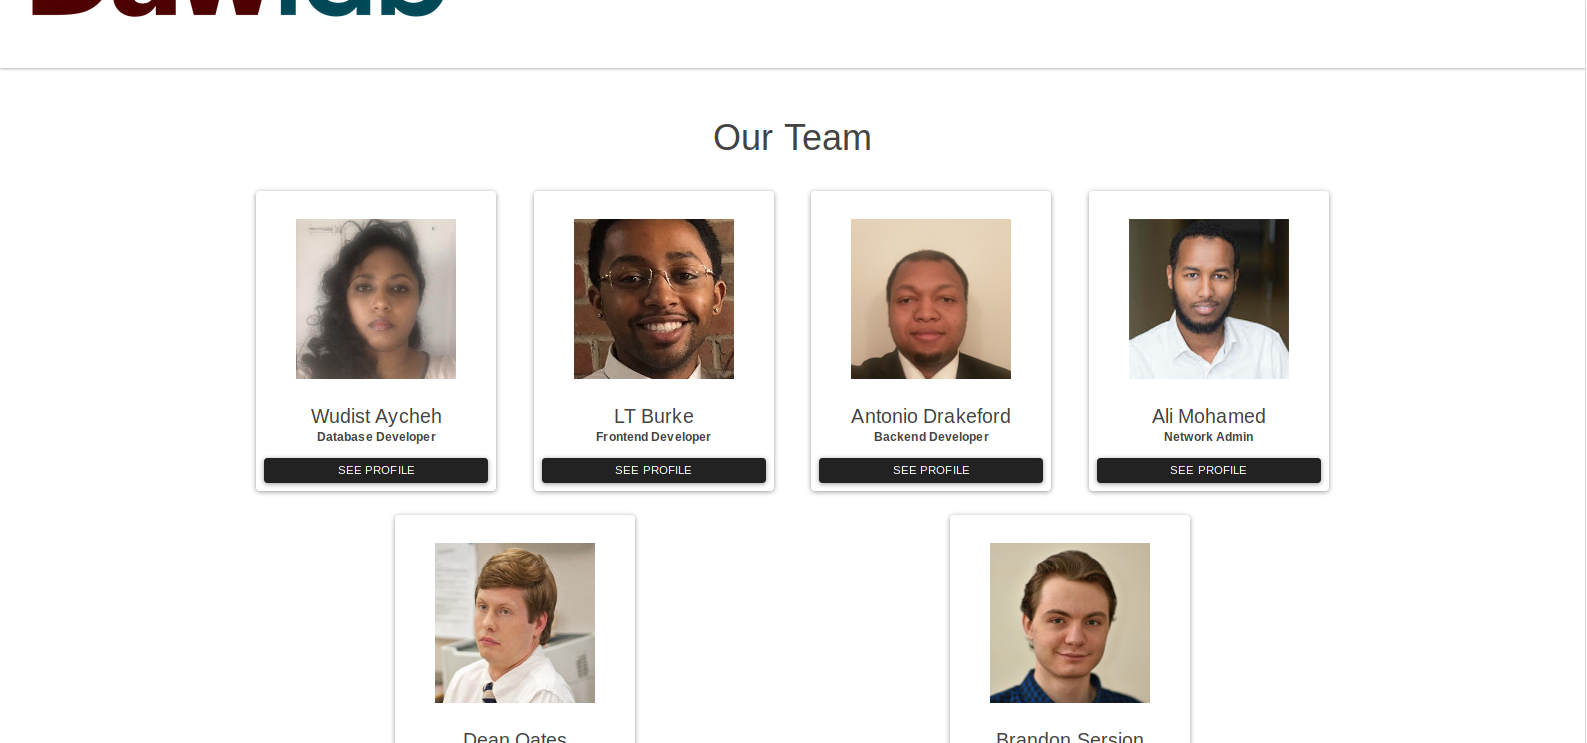 Our Team
Wudist Aycheh
Database Developer
SEE PROFILE
LT Burke
Frontend Developer
SEE PROFILE
Antonio Drakeford
Backend Developer
SEE PROFILE
Ali Mohamed
Network Admin
SEE PROFILE
Dean Oates
Brandon Sersion